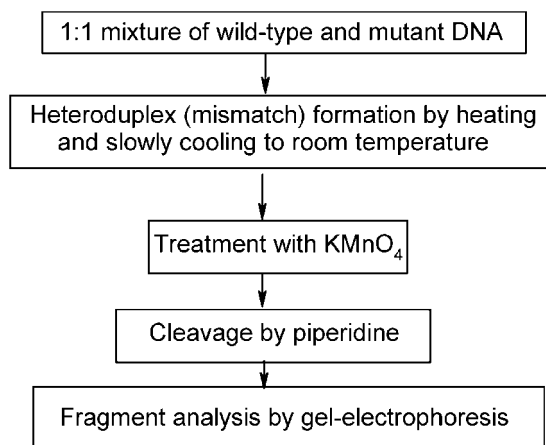 1:1 mixture of wild-type and mutant DNA
Heteroduplex (mismatch) formation by heating
and slowly cooling to room temperature
Treatment with KMnO₄
Cleavage by piperidine
Fragment analysis by gel-electrophoresis